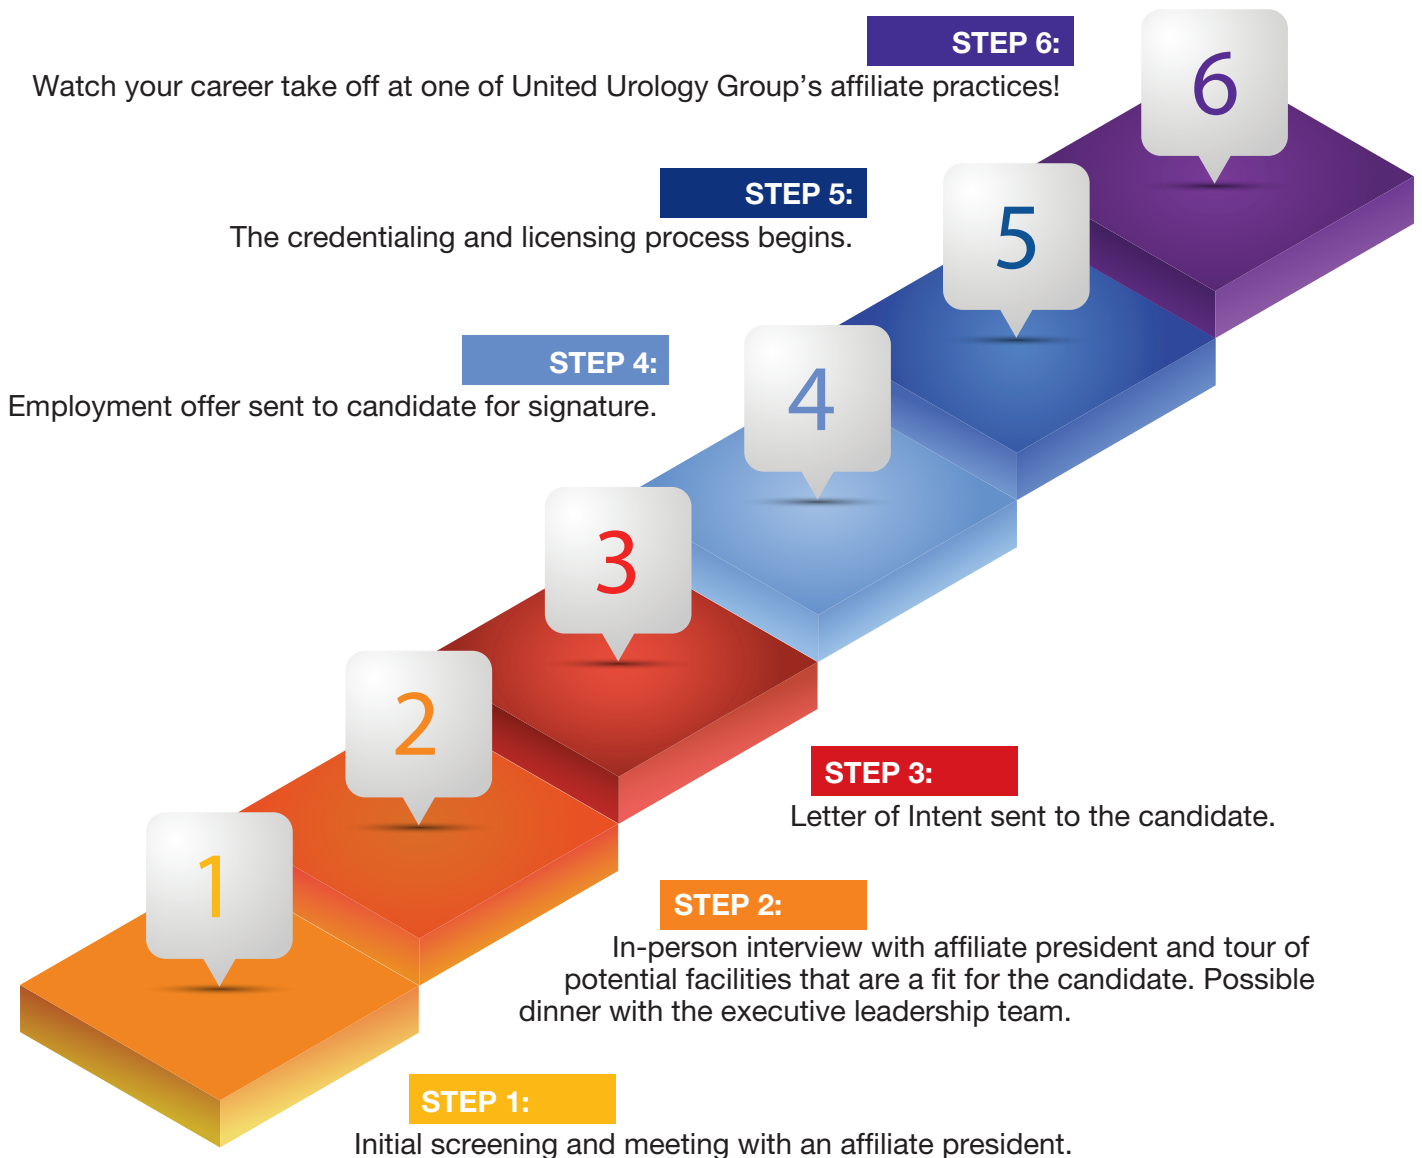 STEP 6:
Watch your career take off at one of United Urology Group's affiliate practices!
6
STEP 5:
The credentialing and licensing process begins.
5
STEP 4:
Employment offer sent to candidate for signature.
4
3
STEP 3:
Letter of Intent sent to the candidate.
2
STEP 2:
In-person interview with affiliate president and tour of
potential facilities that are a fit for the candidate. Possible
dinner with the executive leadership team.
1
STEP 1:
Initial screening and meeting with an affiliate president.